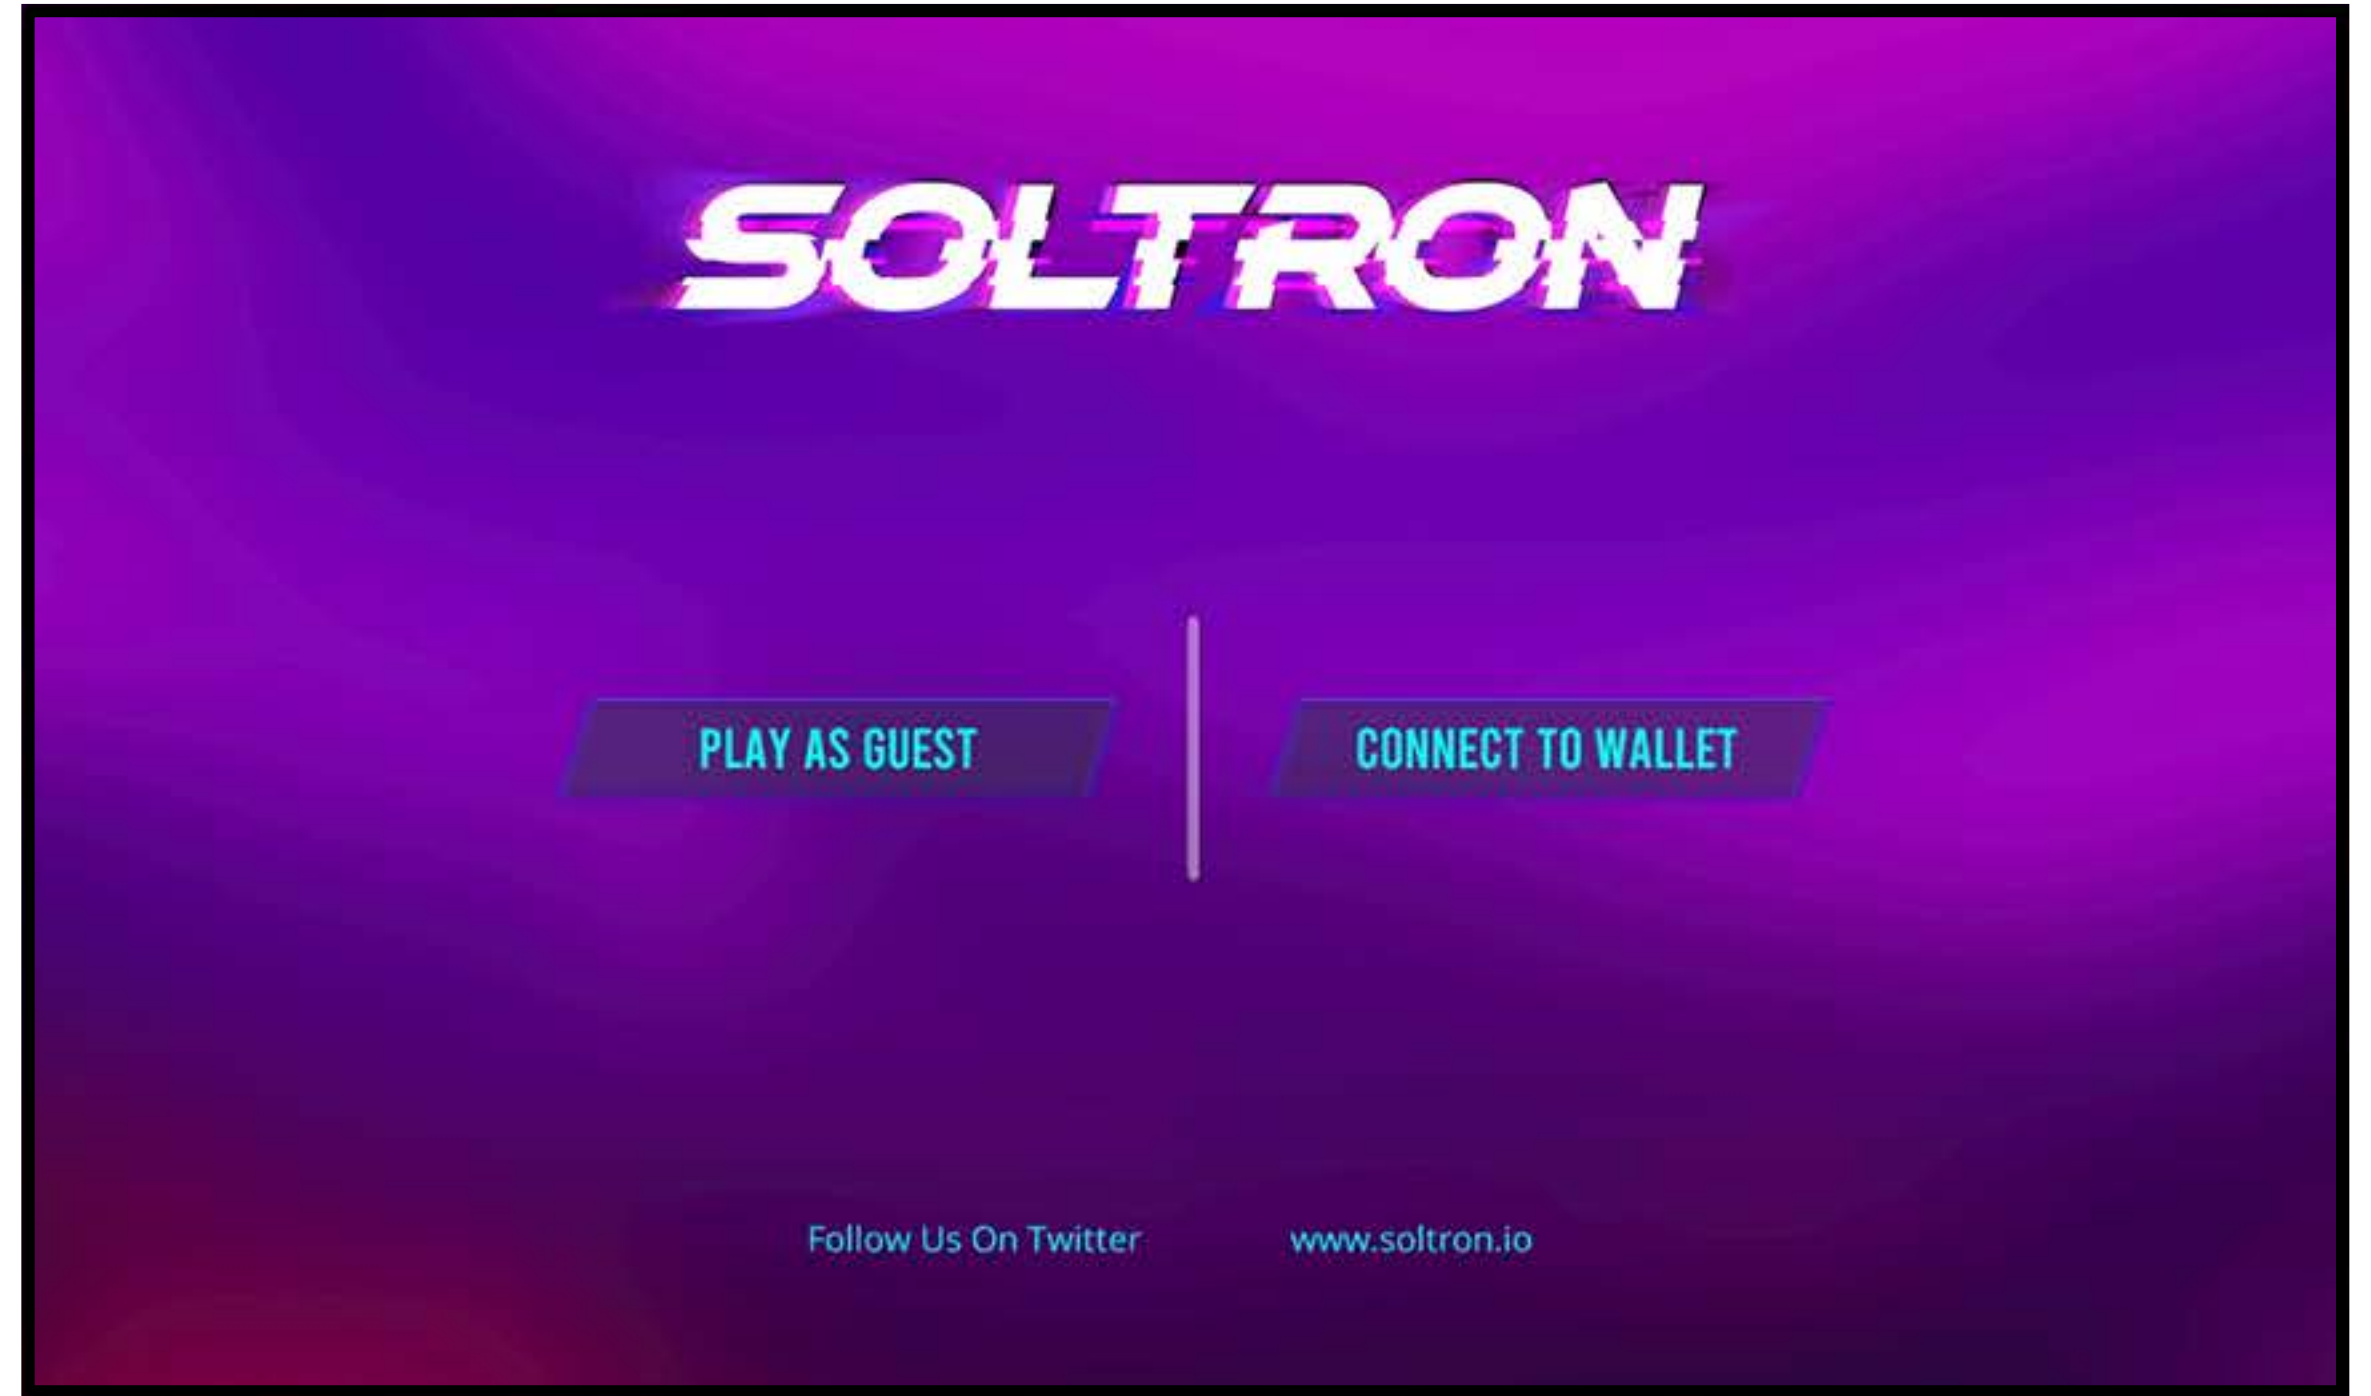 SOLTRON
PLAY AS GUEST
CONNECT TO WALLET
Follow Us On Twitter
www.soltron.io